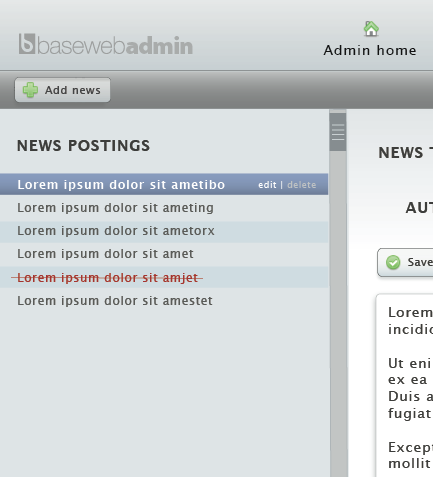 basewebadmin
Admin home
Add news
NEWS POSTINGS
Lorem ipsum dolor sit ametibo
edit | delete
Lorem ipsum dolor sit ameting
Lorem ipsum dolor sit ametorx
Lorem ipsum dolor sit amet
Lorem ipsum dolor sit amjet
Lorem ipsum dolor sit amestet
NEWS T
AUT
Save
Lorem
incidid
Ut eni
ex ea
Duis a
fugiat
Except
mollit